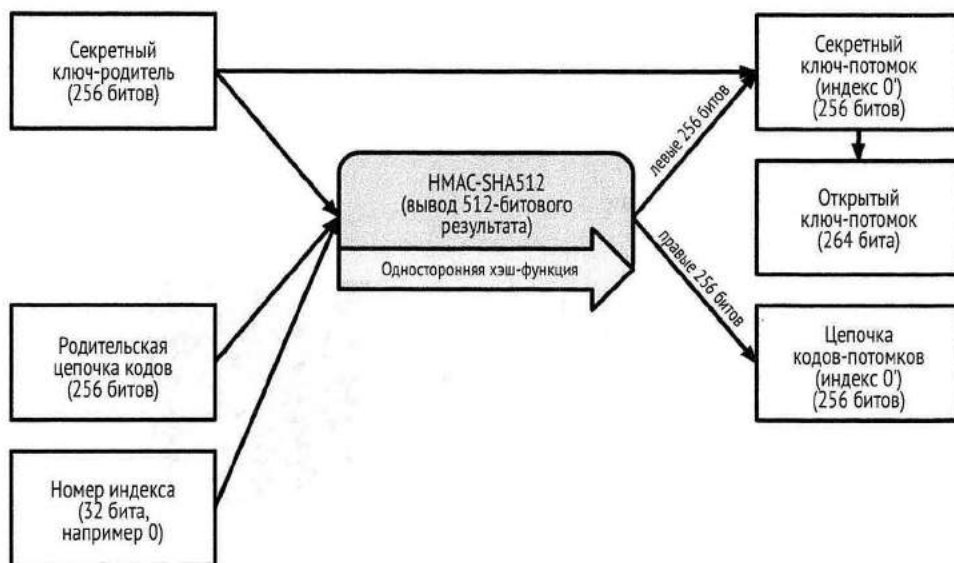 Секретный
ключ-родитель
(256 битов)
Родительская
цепочка кодов
(256 битов)
Номер индекса
(32 бита,
например 0)
HMAC-SHA512
(вывод 512-битового
результата)
Односторонняя хэш-функция
левые 256 битов
правые 256 битов
Секретный
ключ-потомок
(индекс 0')
(256 битов)
Открытый
ключ-потомок
(264 бита)
Цепочка
кодов-потомков
(индекс 0')
(256 битов)